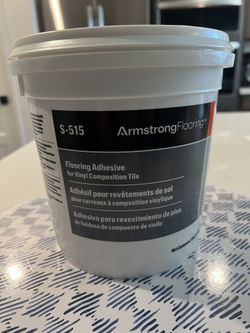 S-515
ArmstrongFlooring™
Flooring Adhesive
for Vinyl Composition Tile
Adhésif pour revêtements de sol
pour carreaux à composition vinylique
Adhesivo para revestimiento de piso
de baldosa de compuesto de vinilo